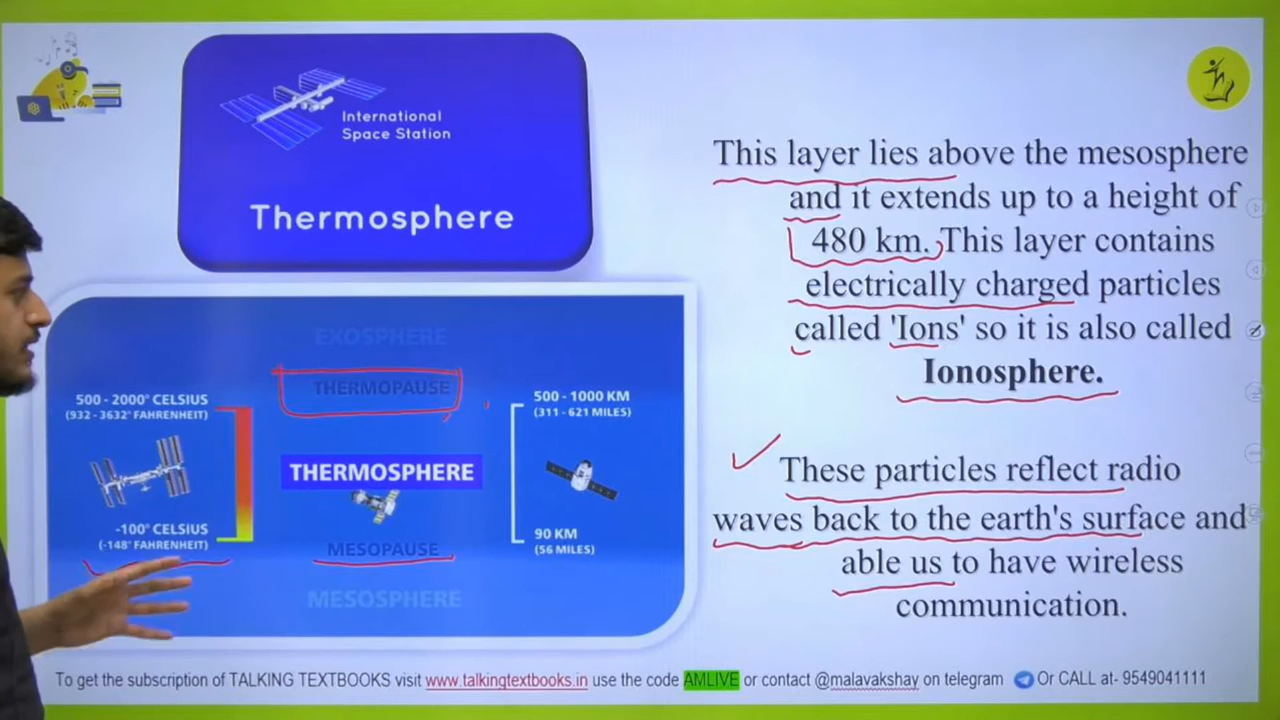 International
Space Station
Thermosphere
This layer lies above the mesosphere
and it extends up to a height of
480 km. This layer contains
electrically charged particles
called 'Ions' so it is also called
Ionosphere.
These particles reflect radio
waves back to the earth's surface and
able us to have wireless
communication.
EXOSPHERE
THERMOPAUSE
500 - 2000° CELSIUS
(932 - 3632° FAHRENHEIT)
500 - 1000 KM
(311 - 621 MILES)
THERMOSPHERE
-100° CELSIUS
(-148° FAHRENHEIT)
MESOPAUSE
90 KM
(56 MILES)
MESOSPHERE
To get the subscription of TALKING TEXTBOOKS visit www.talkingtextbooks.in use the code AMLIVE or contact @malavakshay on telegram Or CALL at- 9549041111